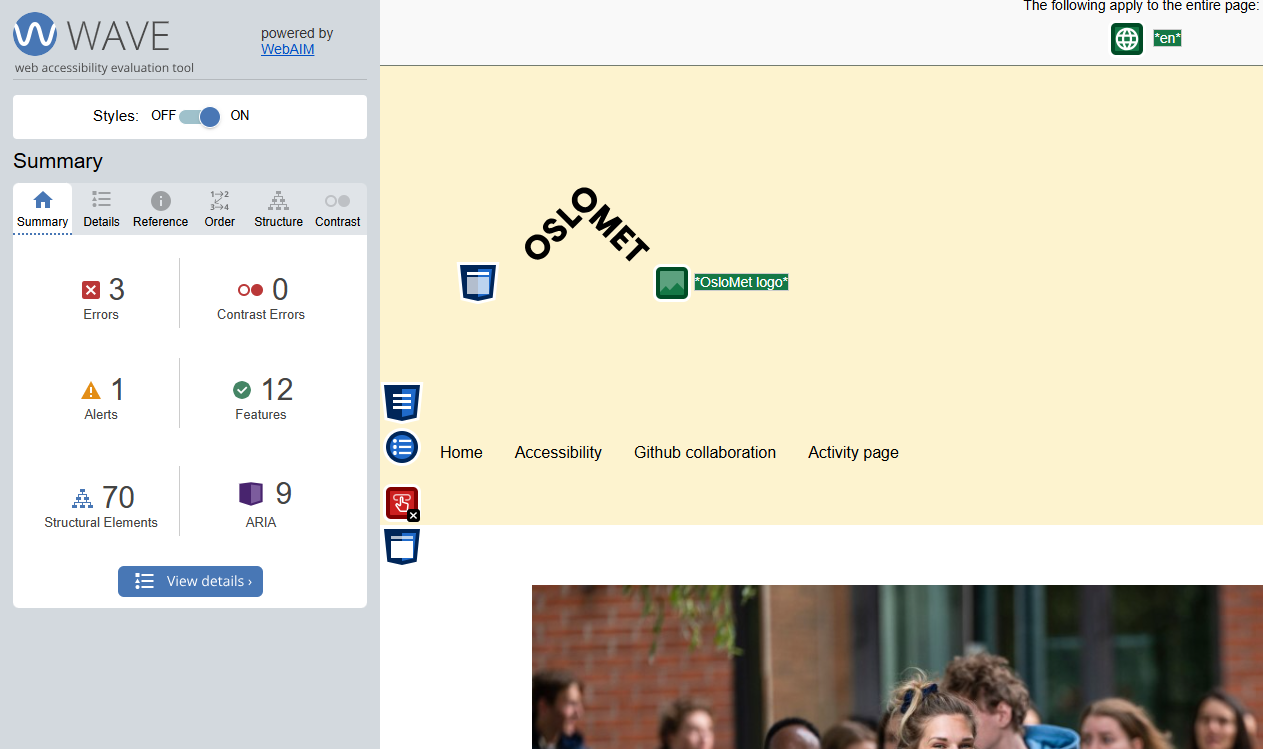 WAVE
web accessibility evaluation tool
powered by
WebAIM
Styles: OFF ON
Summary
Summary Details Reference Order Structure Contrast
3
Errors
0
Contrast Errors
1
Alerts
12
Features
70
Structural Elements
9
ARIA
View details ›
The following apply to the entire page:
*en*
OSLOMET
*OsloMet logo*
Home Accessibility Github collaboration Activity page